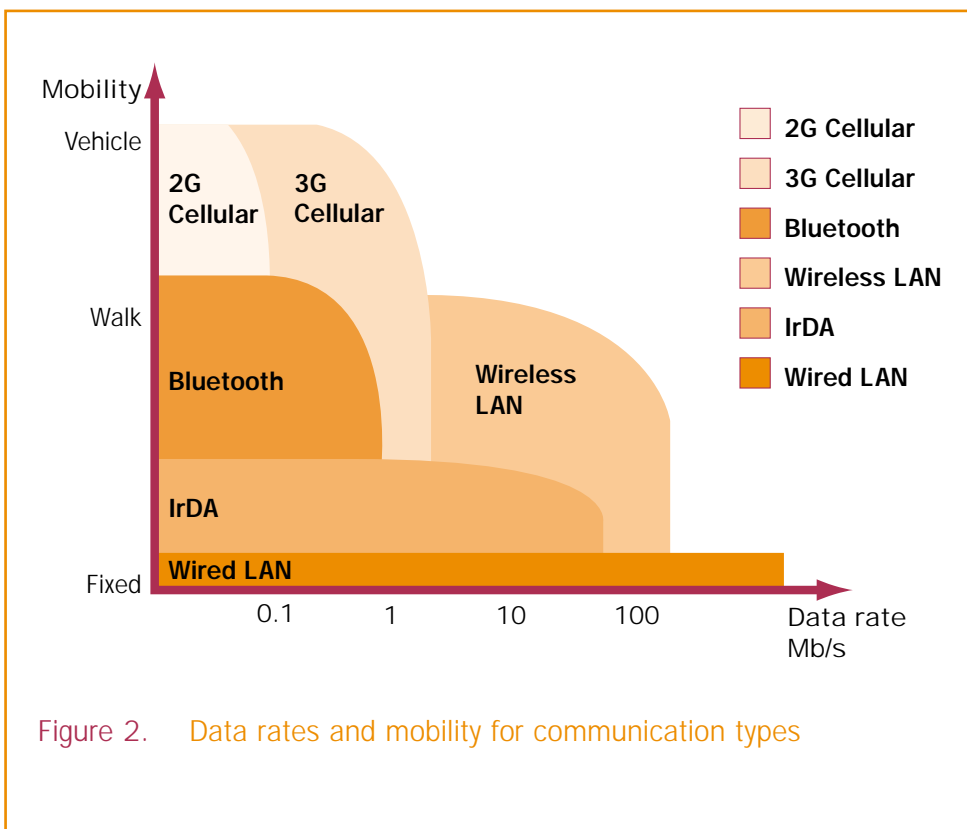 Mobility
Vehicle
Walk
Fixed
2G
Cellular
3G
Cellular
Bluetooth
Wireless
LAN
IrDA
Wired LAN
0.1 1 10 100
Data rate
Mb/s
2G Cellular
3G Cellular
Bluetooth
Wireless LAN
IrDA
Wired LAN
Figure 2. Data rates and mobility for communication types